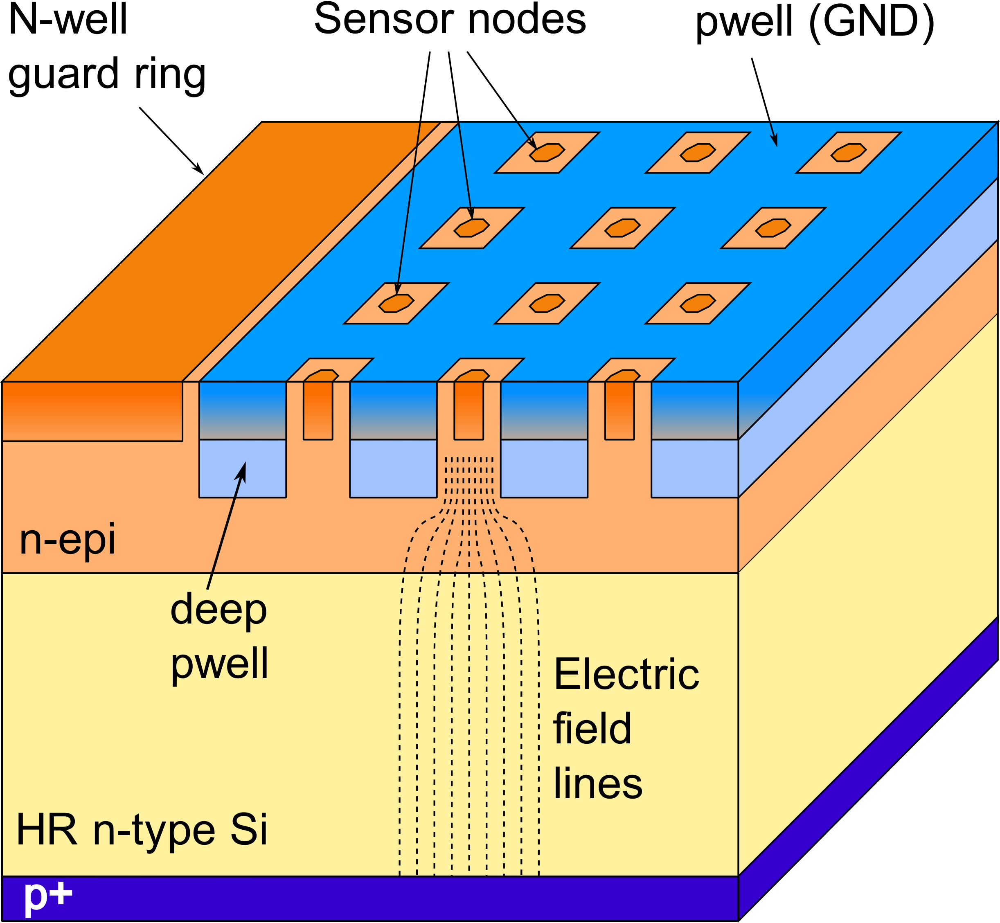 N-well
guard ring
Sensor nodes
pwell (GND)
n-epi
deep
pwell
Electric
field
lines
HR n-type Si
p+